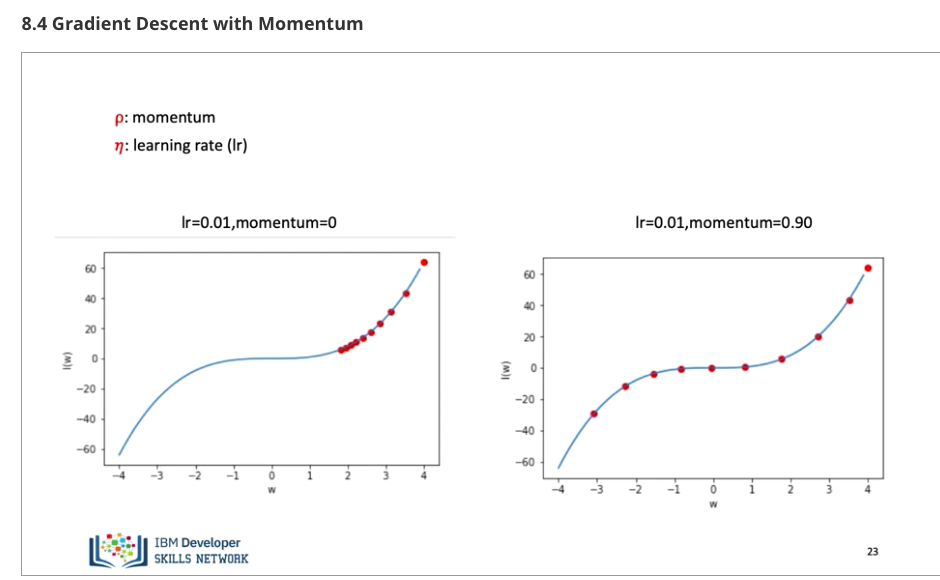 8.4 Gradient Descent with Momentum
ρ: momentum
η: learning rate (lr)
lr=0.01,momentum=0
60
40
20
0
−20
−40
−60
l(w)
−4 −3 −2 −1 0 1 2 3 4
w
lr=0.01,momentum=0.90
60
40
20
0
−20
−40
−60
l(w)
−4 −3 −2 −1 0 1 2 3 4
w
IBM Developer
SKILLS NETWORK
23